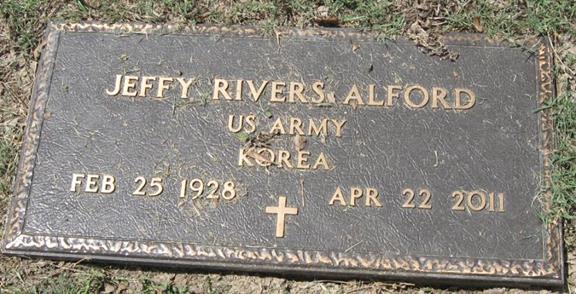 JEFFY RIVERS ALFORD
US ARMY
KOREA
FEB 25 1928 APR 22 2011